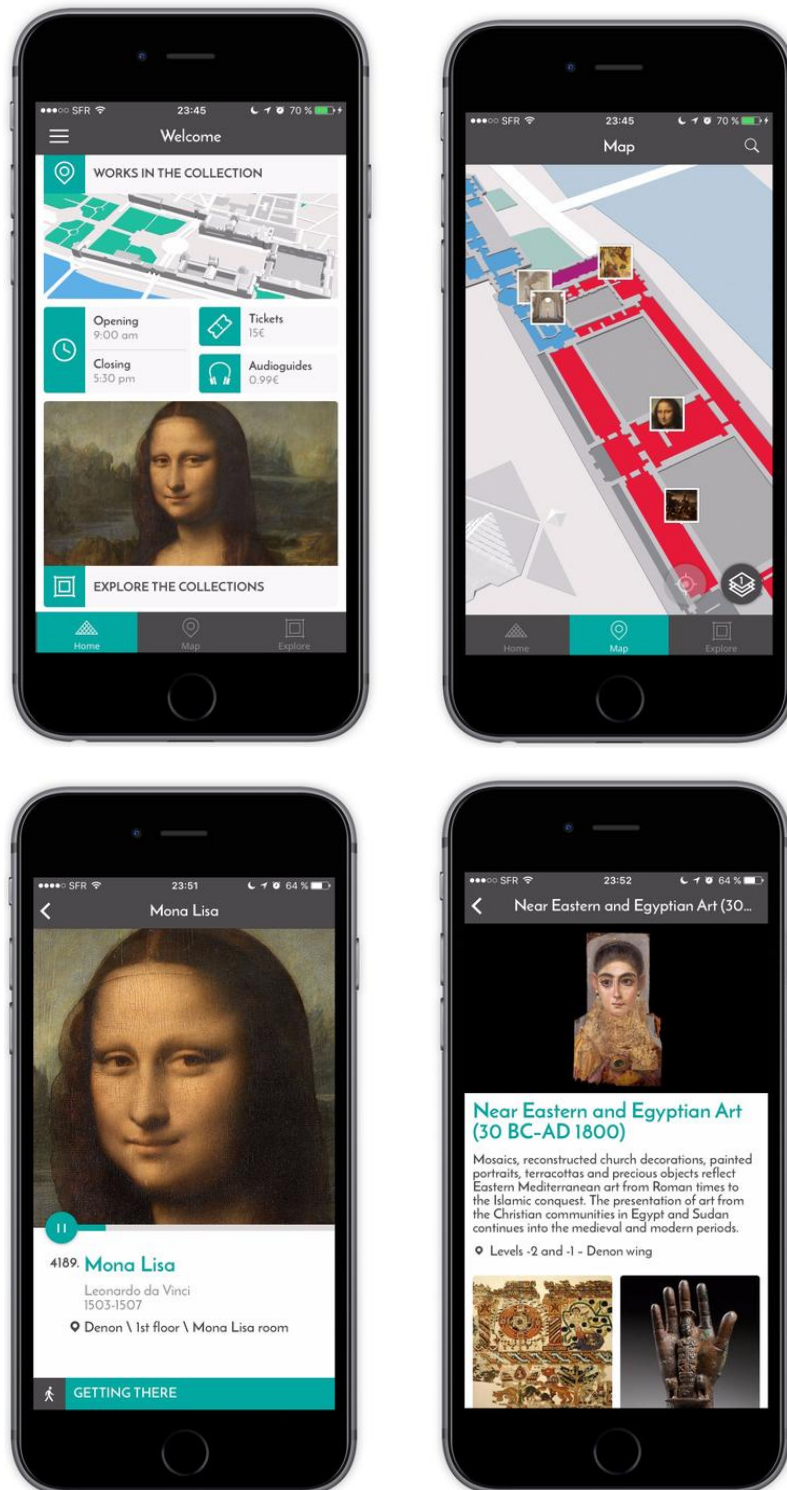 SFR 23:45 70 %
Welcome
WORKS IN THE COLLECTION
Opening
9:00 am
Closing
5:30 pm
Tickets
15€
Audioguides
0.99€
EXPLORE THE COLLECTIONS
Home Map Explore
SFR 23:45 70 %
Map
1
Home Map Explore
SFR 23:51 64 %
Mona Lisa
4189. Mona Lisa
Leonardo da Vinci
1503-1507
Denon \ 1st floor \ Mona Lisa room
GETTING THERE
SFR 23:52 64 %
Near Eastern and Egyptian Art (30...
Near Eastern and Egyptian Art
(30 BC-AD 1800)
Mosaics, reconstructed church decorations, painted
portraits, terracottas and precious objects reflect
Eastern Mediterranean art from Roman times to
the Islamic conquest. The presentation of art from
the Christian communities in Egypt and Sudan
continues into the medieval and modern periods.
Levels -2 and -1 – Denon wing